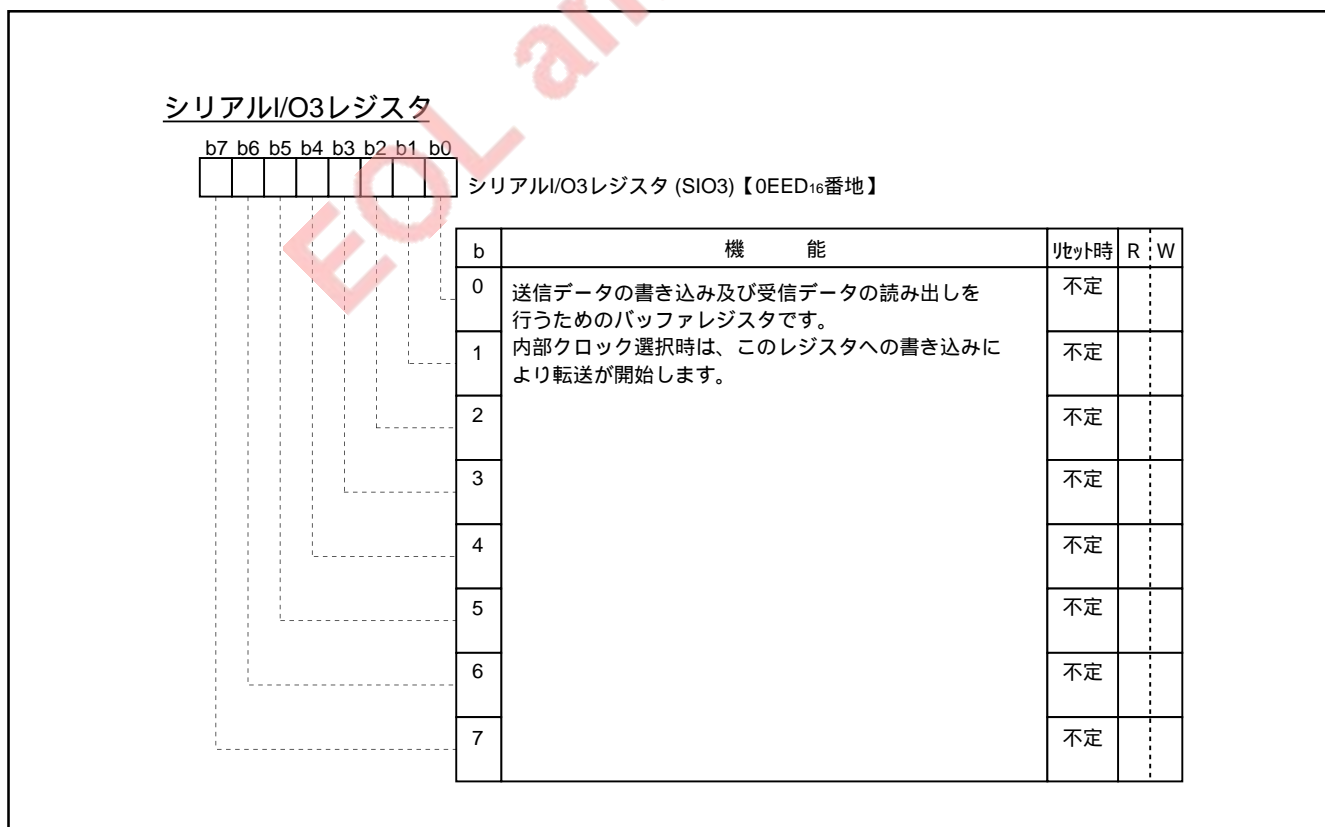 EOL an
シリアルI/O3レジスタ
b7 b6 b5 b4 b3 b2 b1 b0
シリアルI/O3レジスタ (SIO3)【0EED16番地】
b 機 能 リセット時 R W
0 送信データの書き込み及び受信データの読み出しを 不定
行うためのバッファレジスタです。
1 内部クロック選択時は、このレジスタへの書き込みに 不定
より転送が開始します。
2 不定
3 不定
4 不定
5 不定
6 不定
7 不定